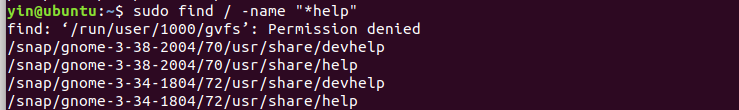 yin@ubuntu:~$ sudo find / -name "*help"
find: ‘/run/user/1000/gvfs’: Permission denied
/snap/gnome-3-38-2004/70/usr/share/devhelp
/snap/gnome-3-38-2004/70/usr/share/help
/snap/gnome-3-34-1804/72/usr/share/devhelp
/snap/gnome-3-34-1804/72/usr/share/help